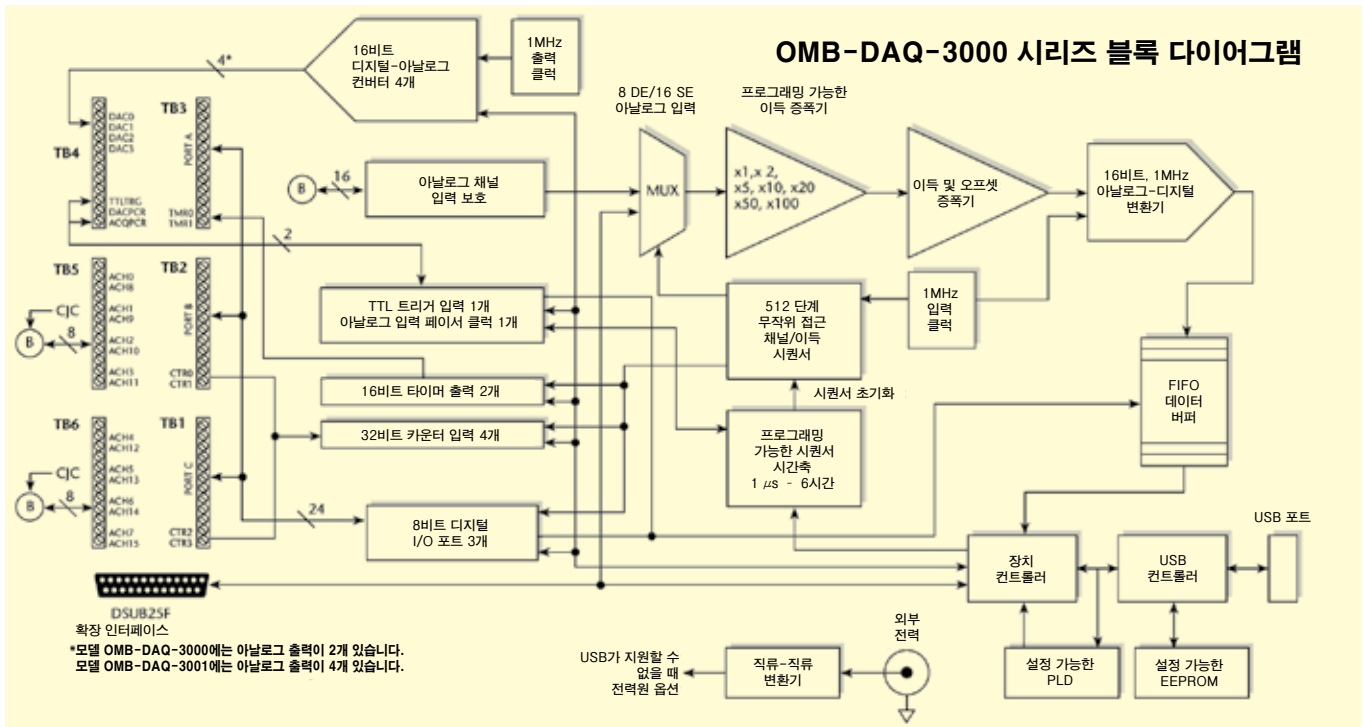 OMB-DAQ-3000 시리즈 블록 다이어그램
4*
16비트
디지털-아날로그
컨버터 4개
1MHz
출력
클럭
TB4
DAC0
DAC1
DAC2
DAC3
TTLTRG
DACPCR
ACQPCR
TB3
PORT A
TMR0
TMR1
B
16
아날로그 채널
입력 보호
8 DE/16 SE
아날로그 입력
MUX
프로그래밍 가능한
이득 증폭기
x1,x 2,
x5, x10, x20
x50, x100
이득 및 오프셋
증폭기
16비트, 1MHz
아날로그-디지털
변환기
2
TB5
ACH0
ACH8
ACH1
ACH9
ACH2
ACH10
ACH3
ACH11
TB2
PORT B
CTR0
CTR1
CJC
B
8
TTL 트리거 입력 1개
아날로그 입력 페이서 클럭 1개
512 단계
무작위 접근
채널/이득
시퀀서
1MHz
입력
클럭
16비트 타이머 출력 2개
시퀀서 초기화
FIFO
데이터
버퍼
TB6
ACH4
ACH12
ACH5
ACH13
ACH6
ACH14
ACH7
ACH15
TB1
PORT C
CTR2
CTR3
CJC
B
8
32비트 카운터 입력 4개
프로그래밍
가능한 시퀀서
시간축
1 μs - 6시간
24
8비트 디지털
I/O 포트 3개
장치
컨트롤러
USB
컨트롤러
USB 포트
DSUB25F
확장 인터페이스
*모델 OMB-DAQ-3000에는 아날로그 출력이 2개 있습니다.
모델 OMB-DAQ-3001에는 아날로그 출력이 4개 있습니다.
USB가 지원할 수
없을 때
전력원 옵션
직류-직류
변환기
외부
전력
설정 가능한
PLD
설정 가능한
EEPROM